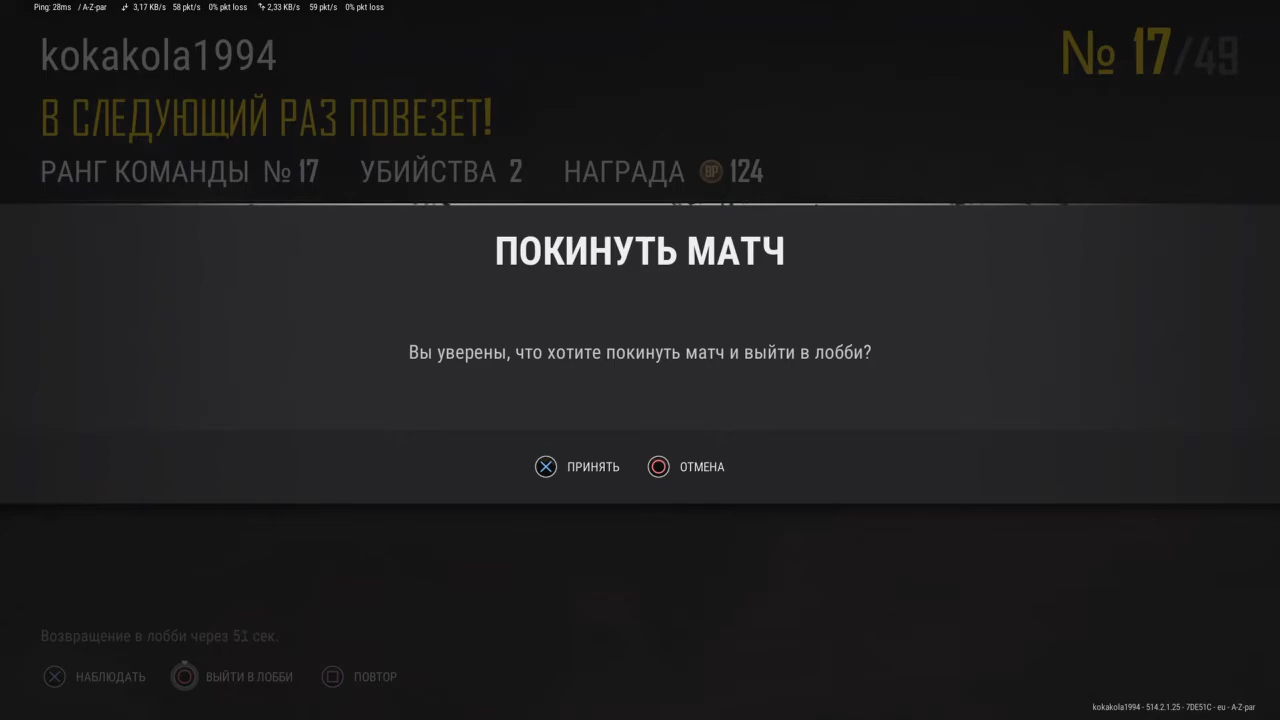 Ping: 28ms / A-Z-par 3,17 KB/s 58 pkt/s 0% pkt loss 2,33 KB/s 59 pkt/s 0% pkt loss
kokakola1994
№ 17/49
В СЛЕДУЮЩИЙ РАЗ ПОВЕЗЕТ!
РАНГ КОМАНДЫ № 17 УБИЙСТВА 2 НАГРАДА BP 124
ПОКИНУТЬ МАТЧ
Вы уверены, что хотите покинуть матч и выйти в лобби?
ПРИНЯТЬ ОТМЕНА
Возвращение в лобби через 51 сек.
НАБЛЮДАТЬ ВЫЙТИ В ЛОББИ ПОВТОР
kokakola1994 - 514.2.1.25 - 7DE51C - eu - A-Z-par